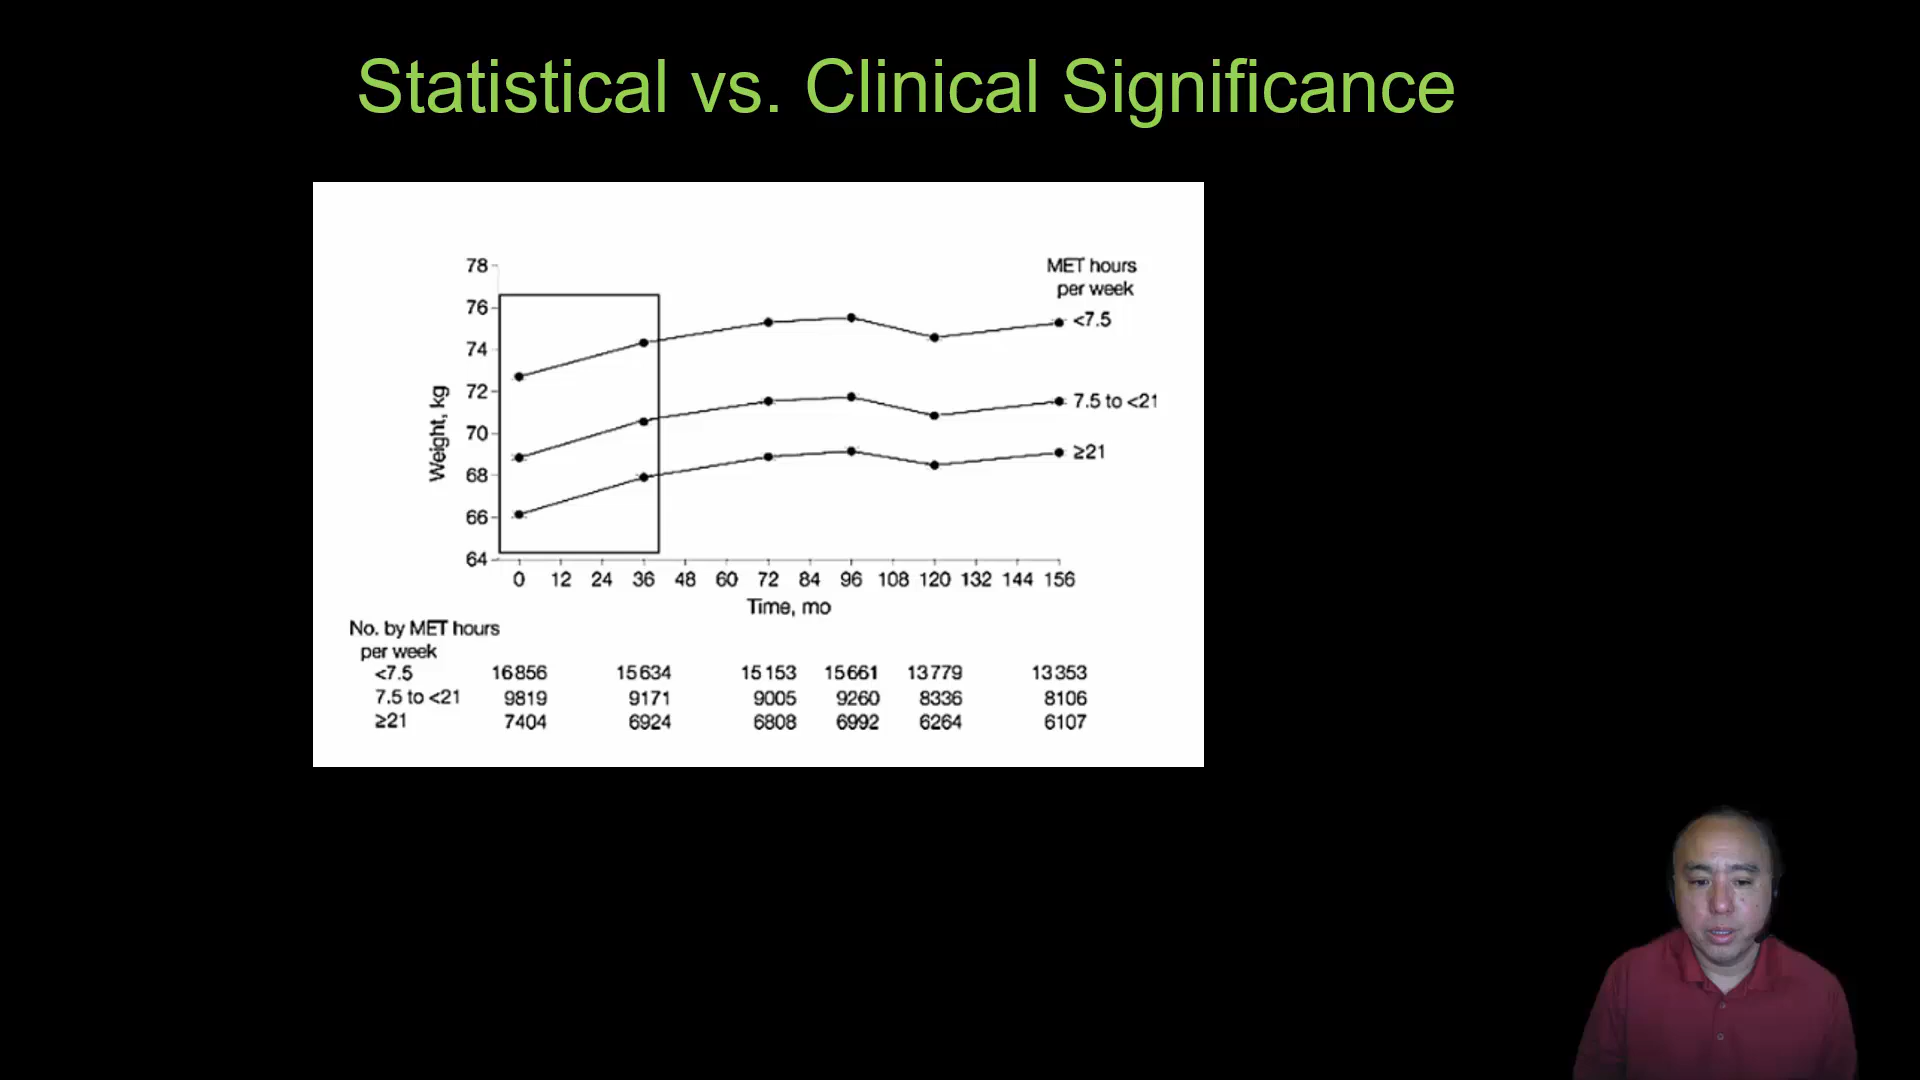 Statistical vs. Clinical Significance
78
76
74
72
70
68
66
64
Weight, kg
MET hours
per week
<7.5
7.5 to <21
≥21
0 12 24 36 48 60 72 84 96 108 120 132 144 156
Time, mo
No. by MET hours
per week
<7.5 16856 15634 15153 15661 13779 13353
7.5 to <21 9819 9171 9005 9260 8336 8106
≥21 7404 6924 6808 6992 6264 6107